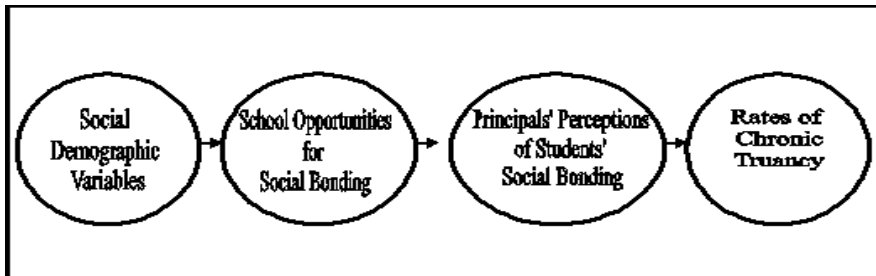 Social
Demographic
Variables
School Opportunities
for
Social Bonding
Principals' Perceptions
of Students'
Social Bonding
Rates of
Chronic
Truancy